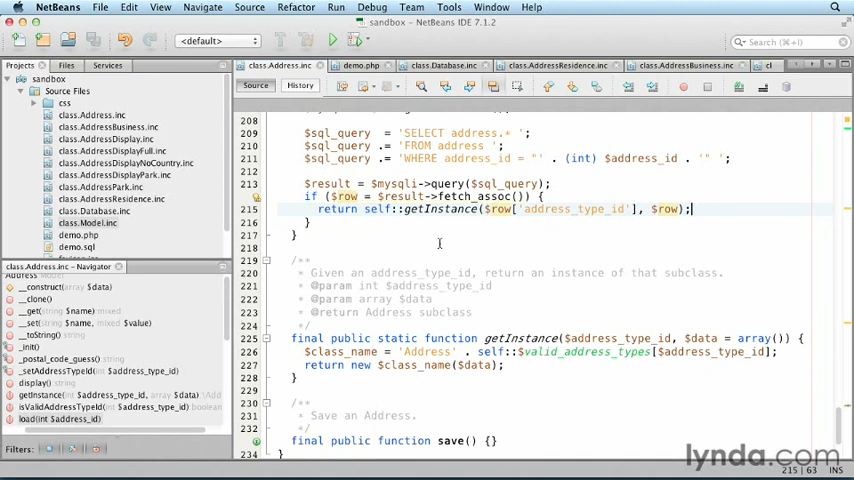 NetBeans File Edit View Navigate Source Refactor Run Debug Team Tools Window Help
sandbox - NetBeans IDE 7.1.2
<default>
Search (⌘+I)
Projects Files Services
class.Address.inc demo.php class.Database.inc class.AddressResidence.inc class.AddressBusiness.inc cl
Source History
sandbox
Source Files
css
class.Address.inc
class.AddressBusiness.inc
class.AddressDisplay.inc
class.AddressDisplayFull.inc
class.AddressDisplayNoCountry.inc
class.AddressDisplayPark.inc
class.AddressPark.inc
class.AddressResidence.inc
class.Database.inc
class.Model.inc
demo.php
demo.sql
class.Address.inc - Navigator
Address Model
__construct(array $data)
__clone()
__get(string $name) mixed
__set(string $name, mixed $value)
__toString()
_init()
_postal_code_guess()
_setAddressTypeId(int $address_type_id)
display() string
getInstance(int $address_type_id, array $data) \Add
isValidAddressTypeId(int $address_type_id) boolean
load(int $address_id)
Filters:
208
209 $sql_query  = 'SELECT address.* ';
210 $sql_query .= 'FROM address ';
211 $sql_query .= 'WHERE address_id = "' . (int) $address_id . '" ';
212
213 $result = $mysqli->query($sql_query);
if ($row = $result->fetch_assoc()) {
215 return self::getInstance($row['address_type_id'], $row);
216 }
217 }
218
219 /**
220 * Given an address_type_id, return an instance of that subclass.
221 * @param int $address_type_id
222 * @param array $data
223 * @return Address subclass
224 */
225 final public static function getInstance($address_type_id, $data = array()) {
226 $class_name = 'Address' . self::$valid_address_types[$address_type_id];
227 return new $class_name($data);
228 }
229
230 /**
231 * Save an Address.
232 */
final public function save() {}
234 }
215 | 63 INS
lynda.com